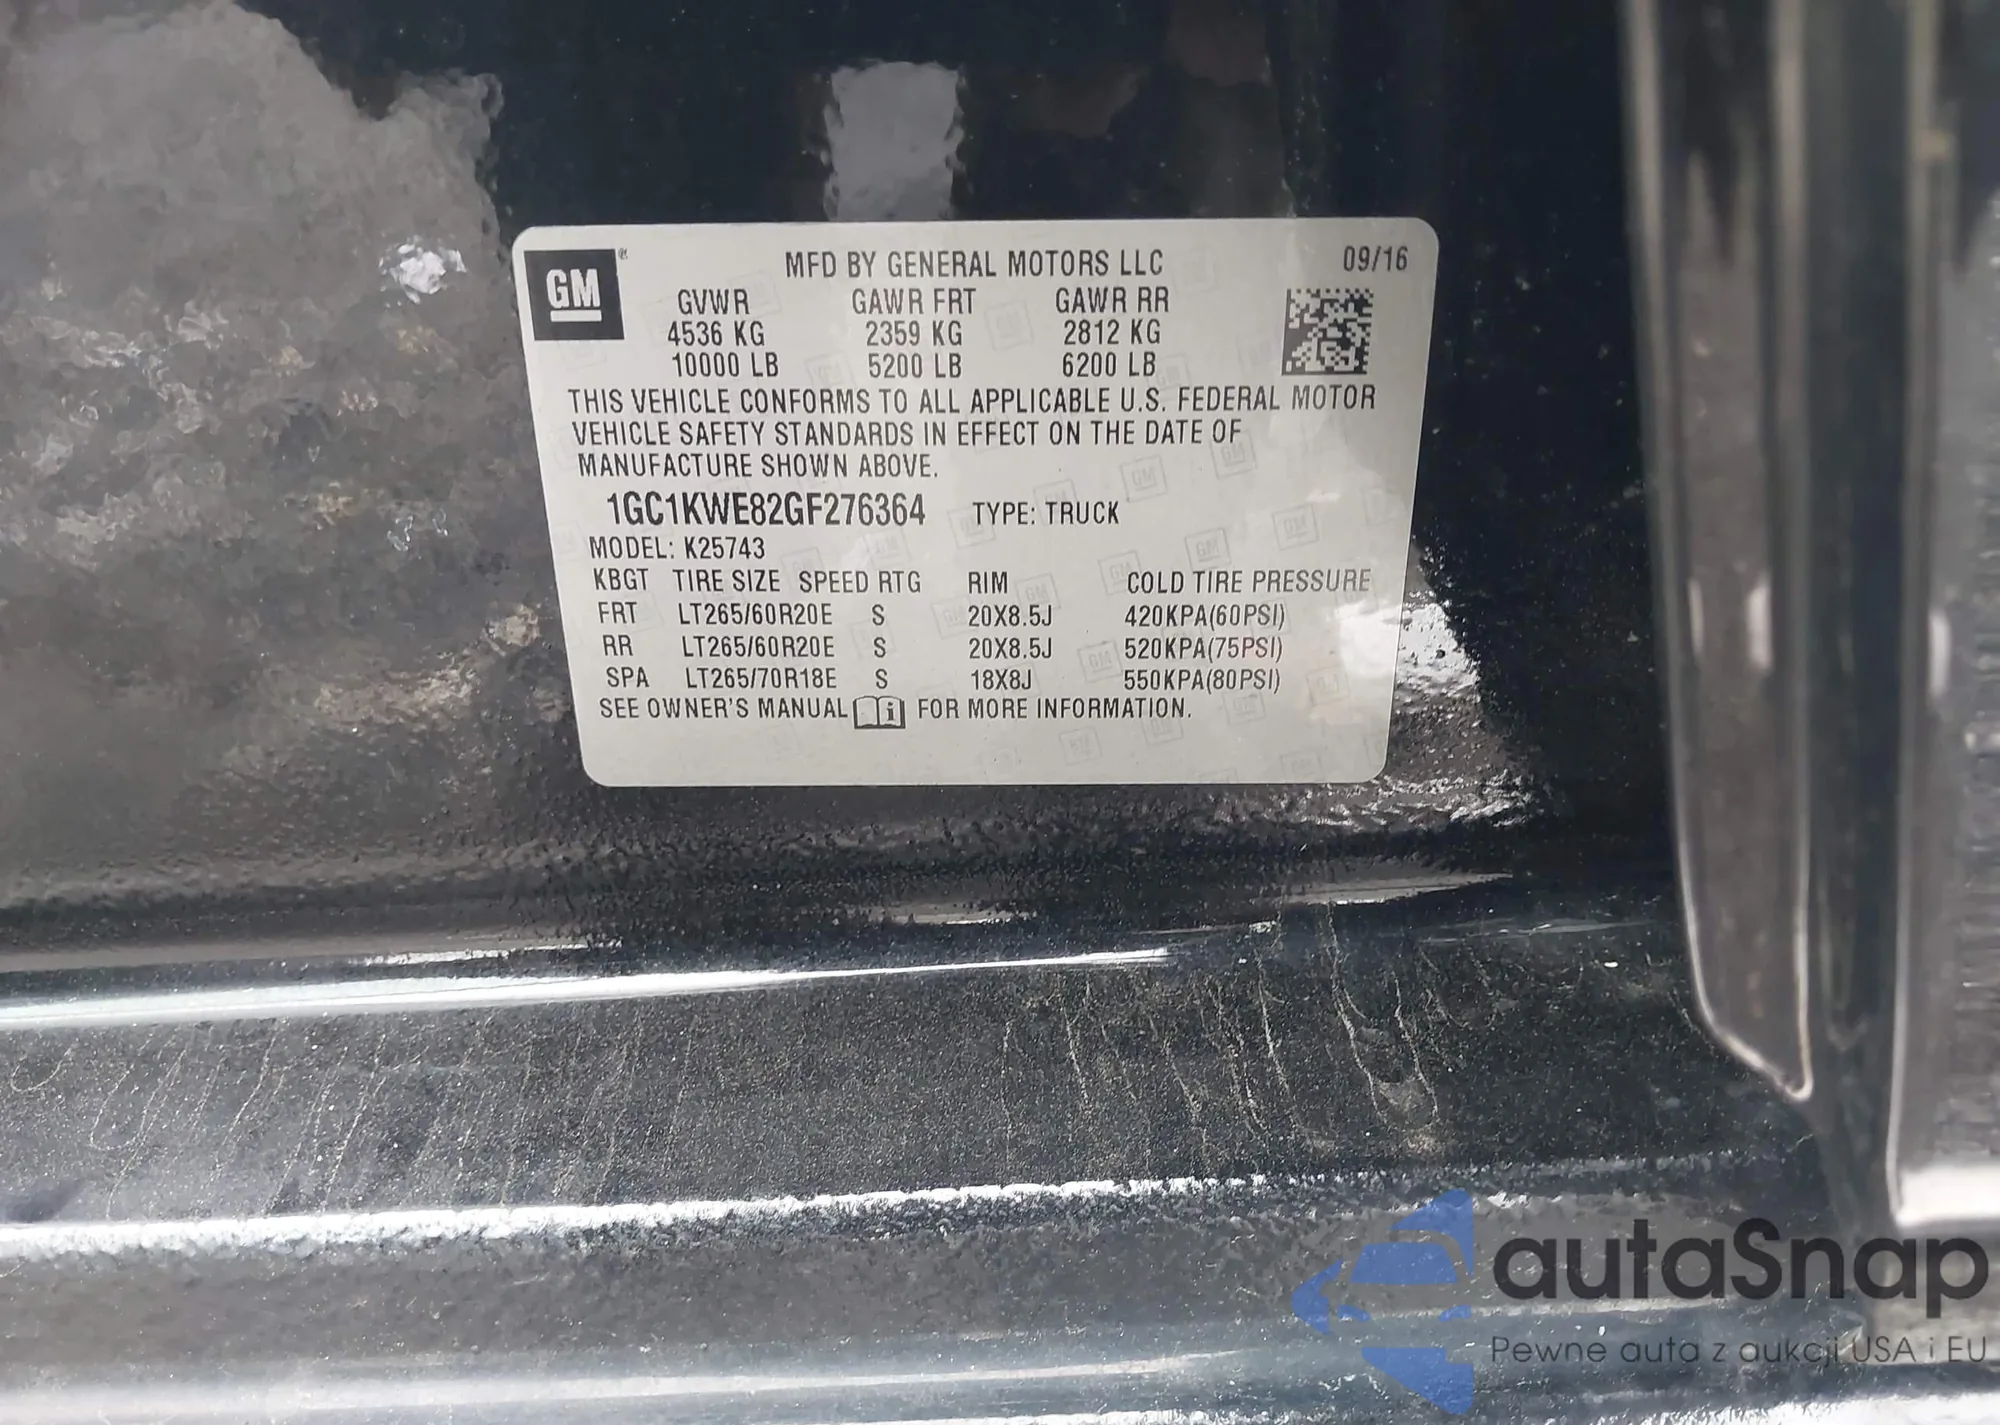 GM
MFD BY GENERAL MOTORS LLC 09/16
GVWR GAWR FRT GAWR RR
4536 KG 2359 KG 2812 KG
10000 LB 5200 LB 6200 LB
THIS VEHICLE CONFORMS TO ALL APPLICABLE U.S. FEDERAL MOTOR
VEHICLE SAFETY STANDARDS IN EFFECT ON THE DATE OF
MANUFACTURE SHOWN ABOVE.
1GC1KWE82GF276364 TYPE: TRUCK
MODEL: K25743
KBGT TIRE SIZE SPEED RTG RIM COLD TIRE PRESSURE
FRT LT265/60R20E S 20X8.5J 420KPA(60PSI)
RR LT265/60R20E S 20X8.5J 520KPA(75PSI)
SPA LT265/70R18E S 18X8J 550KPA(80PSI)
SEE OWNER'S MANUAL i FOR MORE INFORMATION.
autaSnap
Pewne auta z aukcji USA i EU